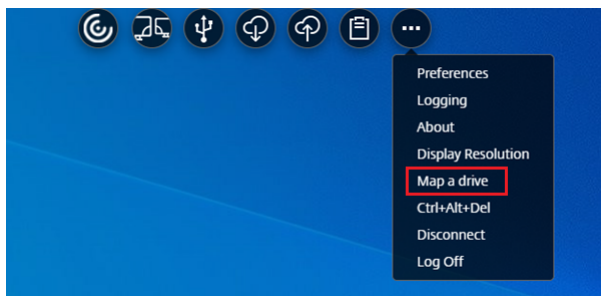 Preferences
Logging
About
Display Resolution
Map a drive
Ctrl+Alt+Del
Disconnect
Log Off